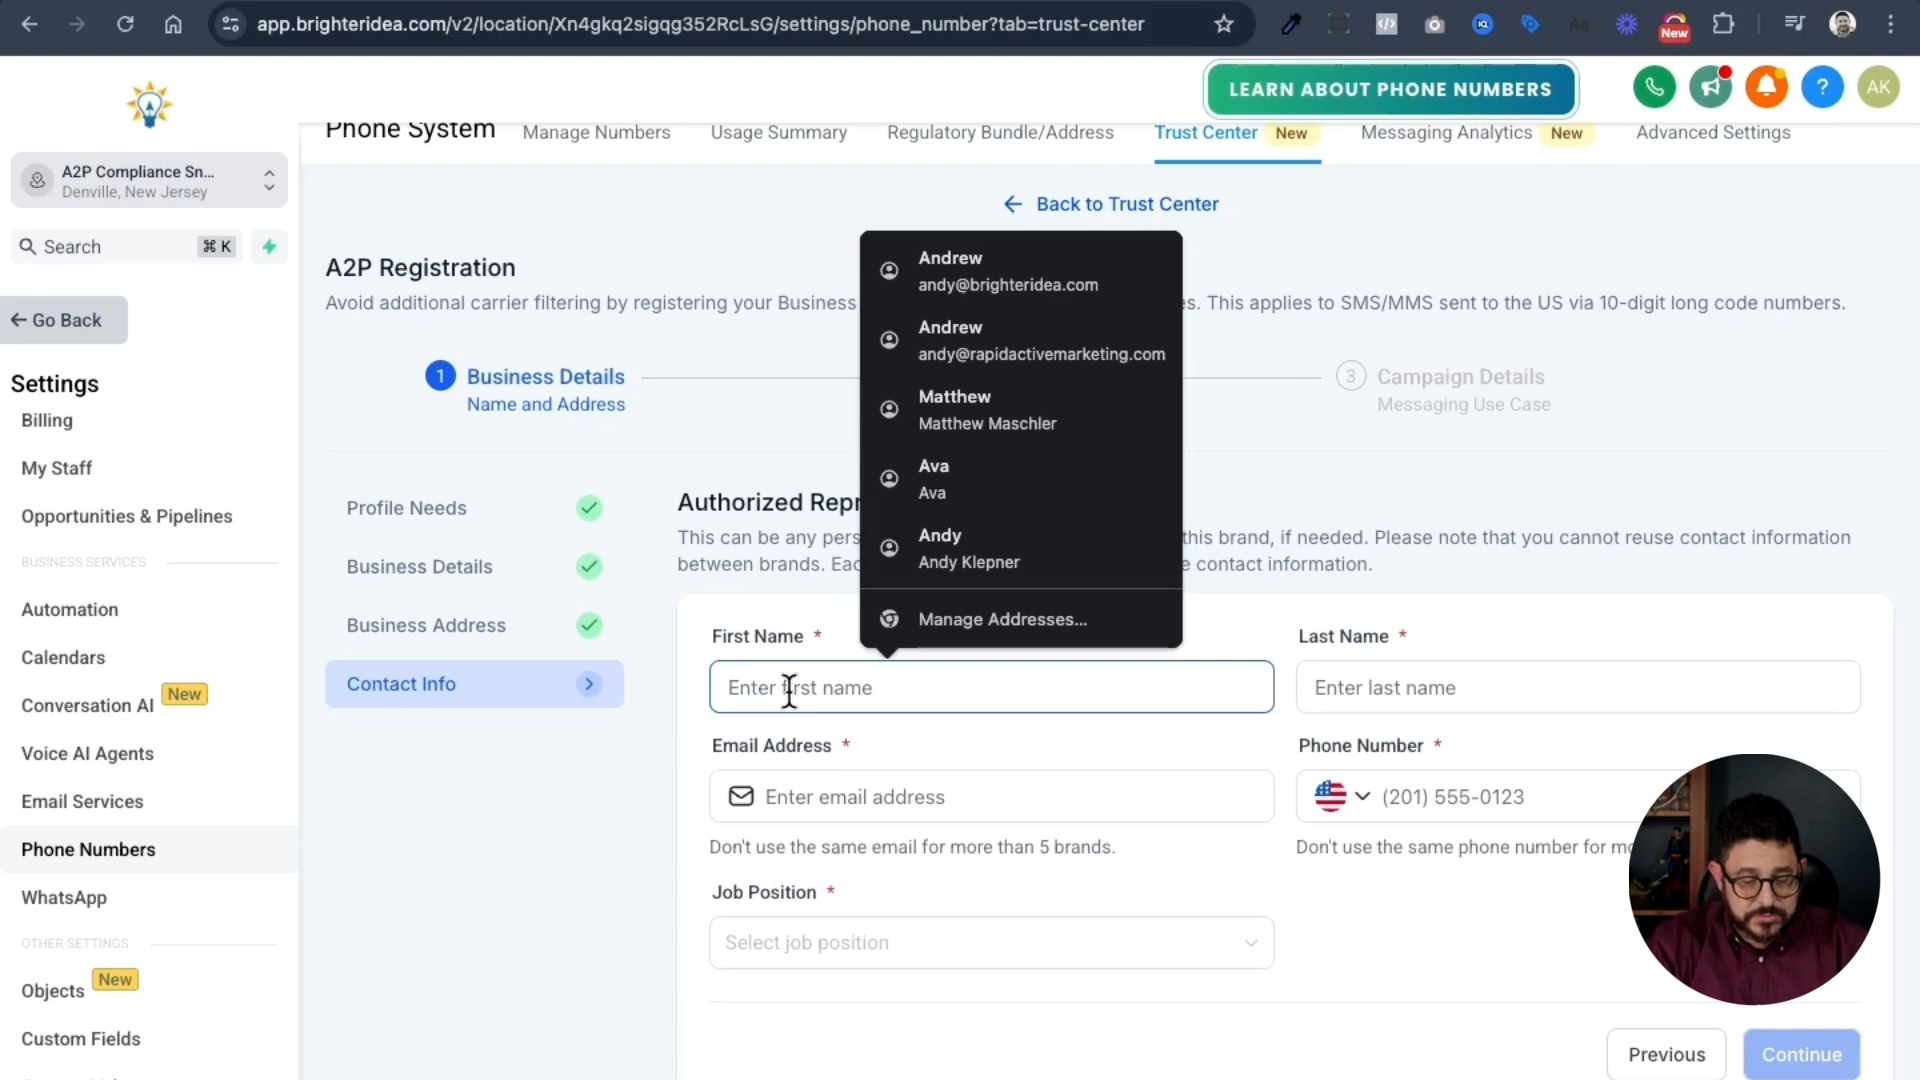 app.brighteridea.com/v2/location/Xn4gkq2sigqg352RcLsG/settings/phone_number?tab=trust-center
New
LEARN ABOUT PHONE NUMBERS
AK
Phone System
Manage Numbers
Usage Summary
Regulatory Bundle/Address
Trust Center New
Messaging Analytics New
Advanced Settings
A2P Compliance Sn...
Denville, New Jersey
Search ⌘ K
Go Back
Settings
Billing
My Staff
Opportunities & Pipelines
BUSINESS SERVICES
Automation
Calendars
Conversation AI New
Voice AI Agents
Email Services
Phone Numbers
WhatsApp
OTHER SETTINGS
Objects New
Custom Fields
Back to Trust Center
A2P Registration
Avoid additional carrier filtering by registering your Business
es. This applies to SMS/MMS sent to the US via 10-digit long code numbers.
1 Business Details
Name and Address
3 Campaign Details
Messaging Use Case
Profile Needs
Business Details
Business Address
Contact Info
Andrew
andy@brighteridea.com
Andrew
andy@rapidactivemarketing.com
Matthew
Matthew Maschler
Ava
Ava
Andy
Andy Klepner
Manage Addresses...
Authorized Repr
This can be any pers
this brand, if needed. Please note that you cannot reuse contact information
between brands. Eac
e contact information.
First Name *
Enter first name
Last Name *
Enter last name
Email Address *
Enter email address
Don't use the same email for more than 5 brands.
Phone Number *
(201) 555-0123
Don't use the same phone number for mo
Job Position *
Select job position
Previous
Continue